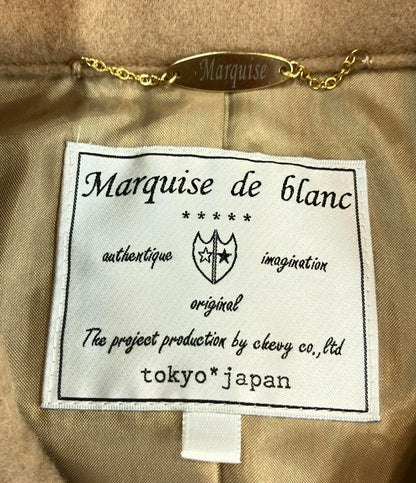 Marquise
Marquise de blanc
*****
authentique imagination
original
The project production by chevy co.,ltd
tokyo*japan